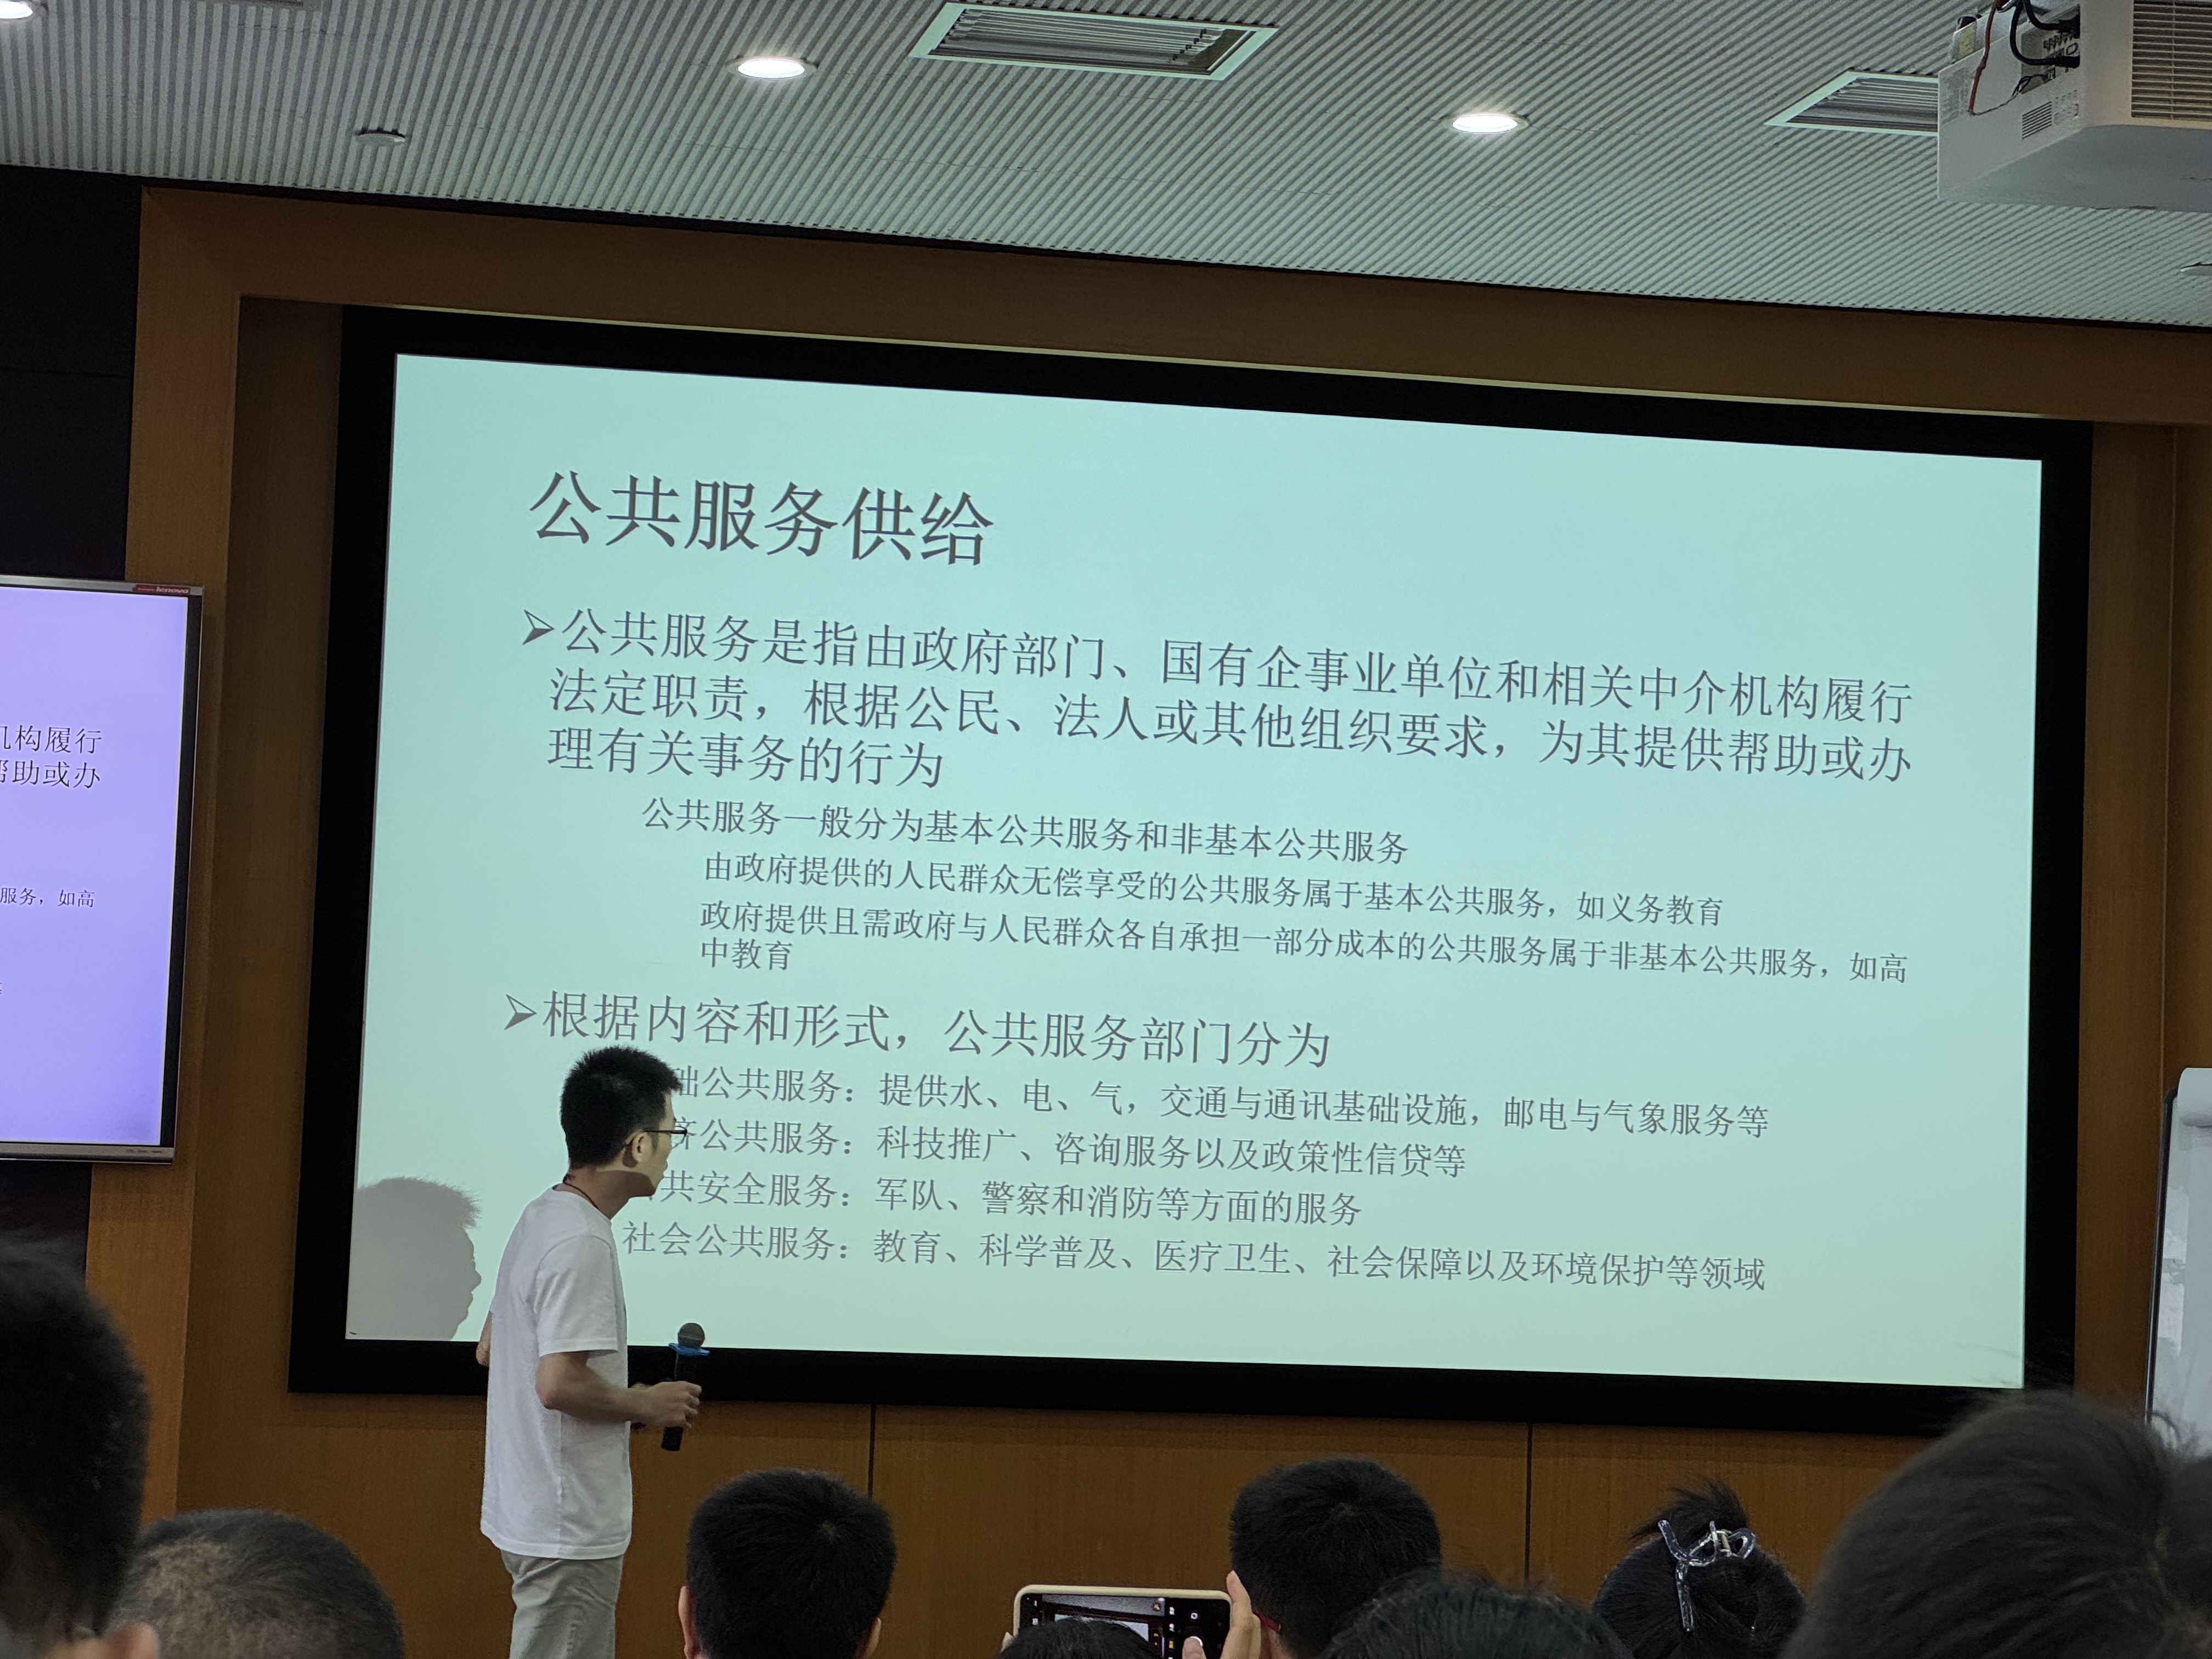 公共服务供给
➢公共服务是指由政府部门、国有企事业单位和相关中介机构履行
法定职责，根据公民、法人或其他组织要求，为其提供帮助或办
理有关事务的行为
公共服务一般分为基本公共服务和非基本公共服务
由政府提供的人民群众无偿享受的公共服务属于基本公共服务，如义务教育
政府提供且需政府与人民群众各自承担一部分成本的公共服务属于非基本公共服务，如高
中教育
➢根据内容和形式，公共服务部门分为
础公共服务：提供水、电、气，交通与通讯基础设施，邮电与气象服务等
济公共服务：科技推广、咨询服务以及政策性信贷等
共安全服务：军队、警察和消防等方面的服务
社会公共服务：教育、科学普及、医疗卫生、社会保障以及环境保护等领域
机构履行
帮助或办
服务，如高